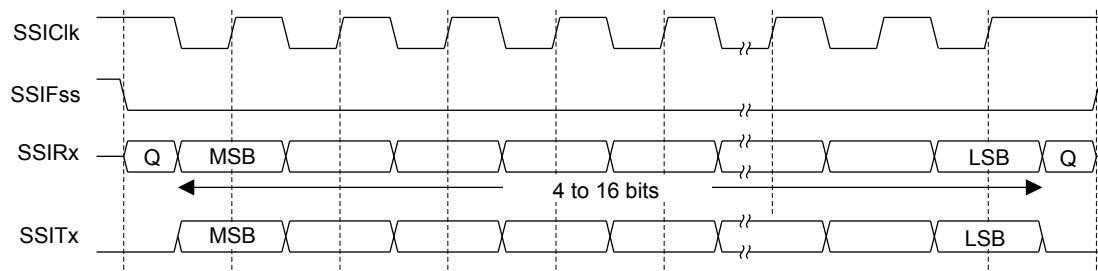 SSIClk
SSIFss
SSIRx Q MSB LSB Q
4 to 16 bits
SSITx MSB LSB